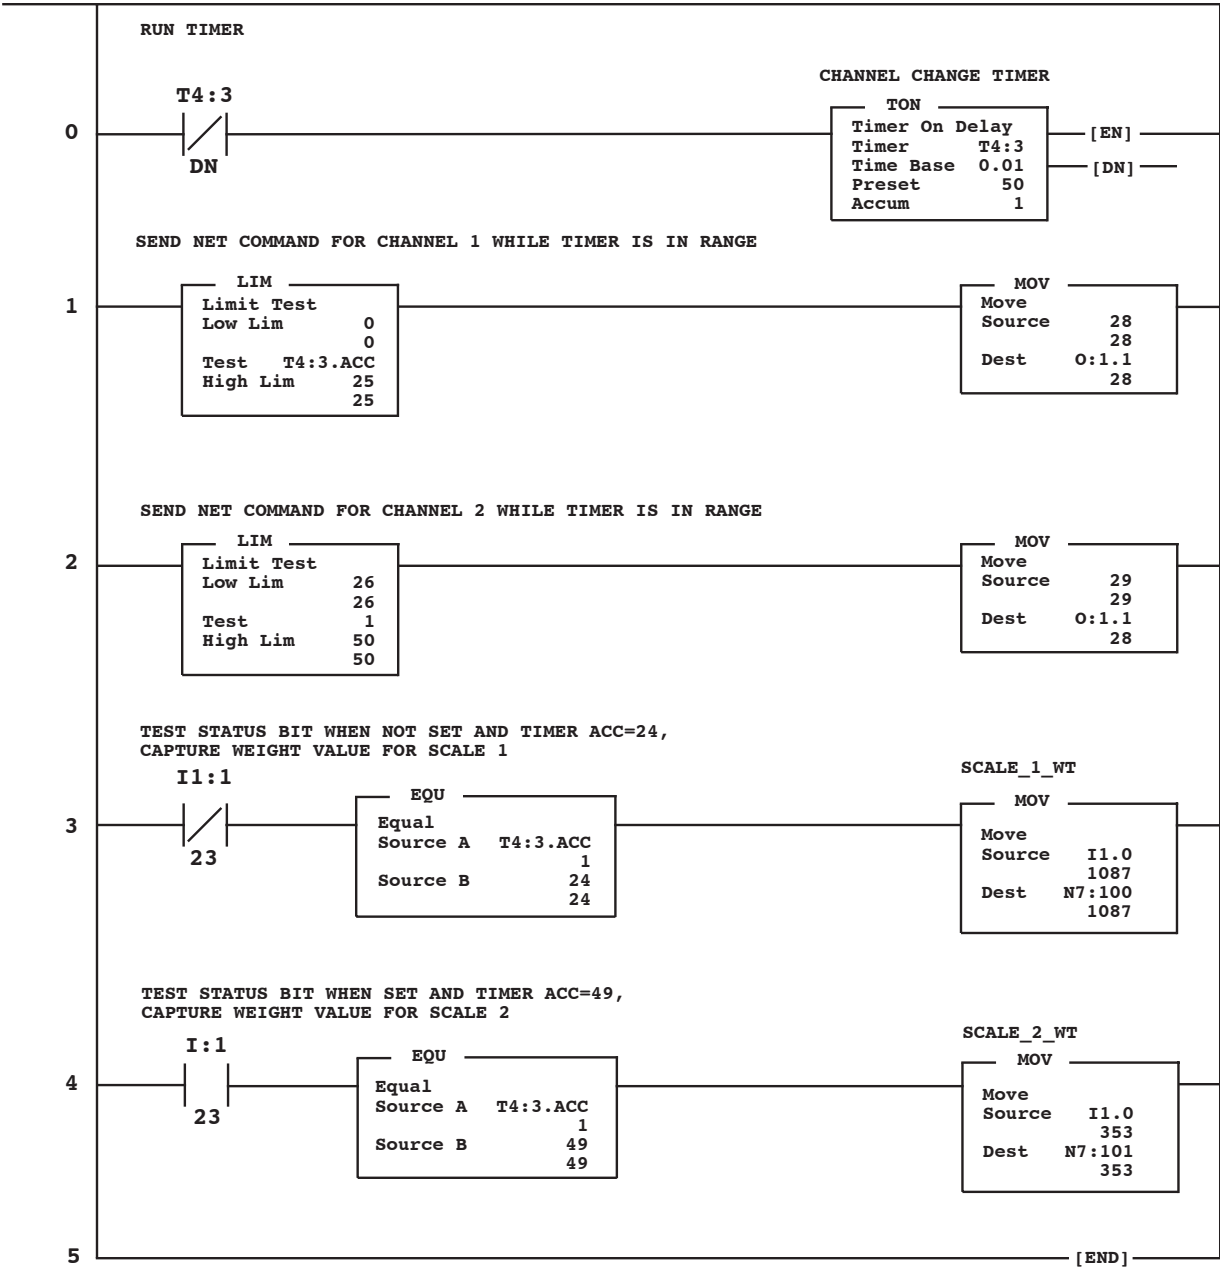 RUN TIMER
CHANNEL CHANGE TIMER
T4:3
TON
0
Timer On Delay
[EN]
Timer T4:3
DN
Time Base 0.01
[DN]
Preset 50
Accum 1
SEND NET COMMAND FOR CHANNEL 1 WHILE TIMER IS IN RANGE
1
LIM
Limit Test
Low Lim 0
0
Test T4:3.ACC
High Lim 25
25
MOV
Move
Source 28
28
Dest O:1.1
28
SEND NET COMMAND FOR CHANNEL 2 WHILE TIMER IS IN RANGE
2
LIM
Limit Test
Low Lim 26
26
Test 1
High Lim 50
50
MOV
Move
Source 29
29
Dest O:1.1
28
TEST STATUS BIT WHEN NOT SET AND TIMER ACC=24,
CAPTURE WEIGHT VALUE FOR SCALE 1
3
I1:1
23
EQU
Equal
Source A T4:3.ACC
1
Source B 24
24
SCALE_1_WT
MOV
Move
Source I1.0
1087
Dest N7:100
1087
TEST STATUS BIT WHEN SET AND TIMER ACC=49,
CAPTURE WEIGHT VALUE FOR SCALE 2
4
I:1
23
EQU
Equal
Source A T4:3.ACC
1
Source B 49
49
SCALE_2_WT
MOV
Move
Source I1.0
353
Dest N7:101
353
5
[END]